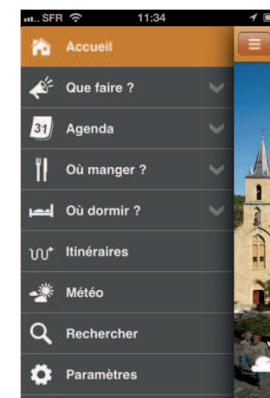 SFR 11:34
Accueil
Que faire ?
31 Agenda
Où manger ?
Où dormir ?
Itinéraires
Météo
Rechercher
Paramètres